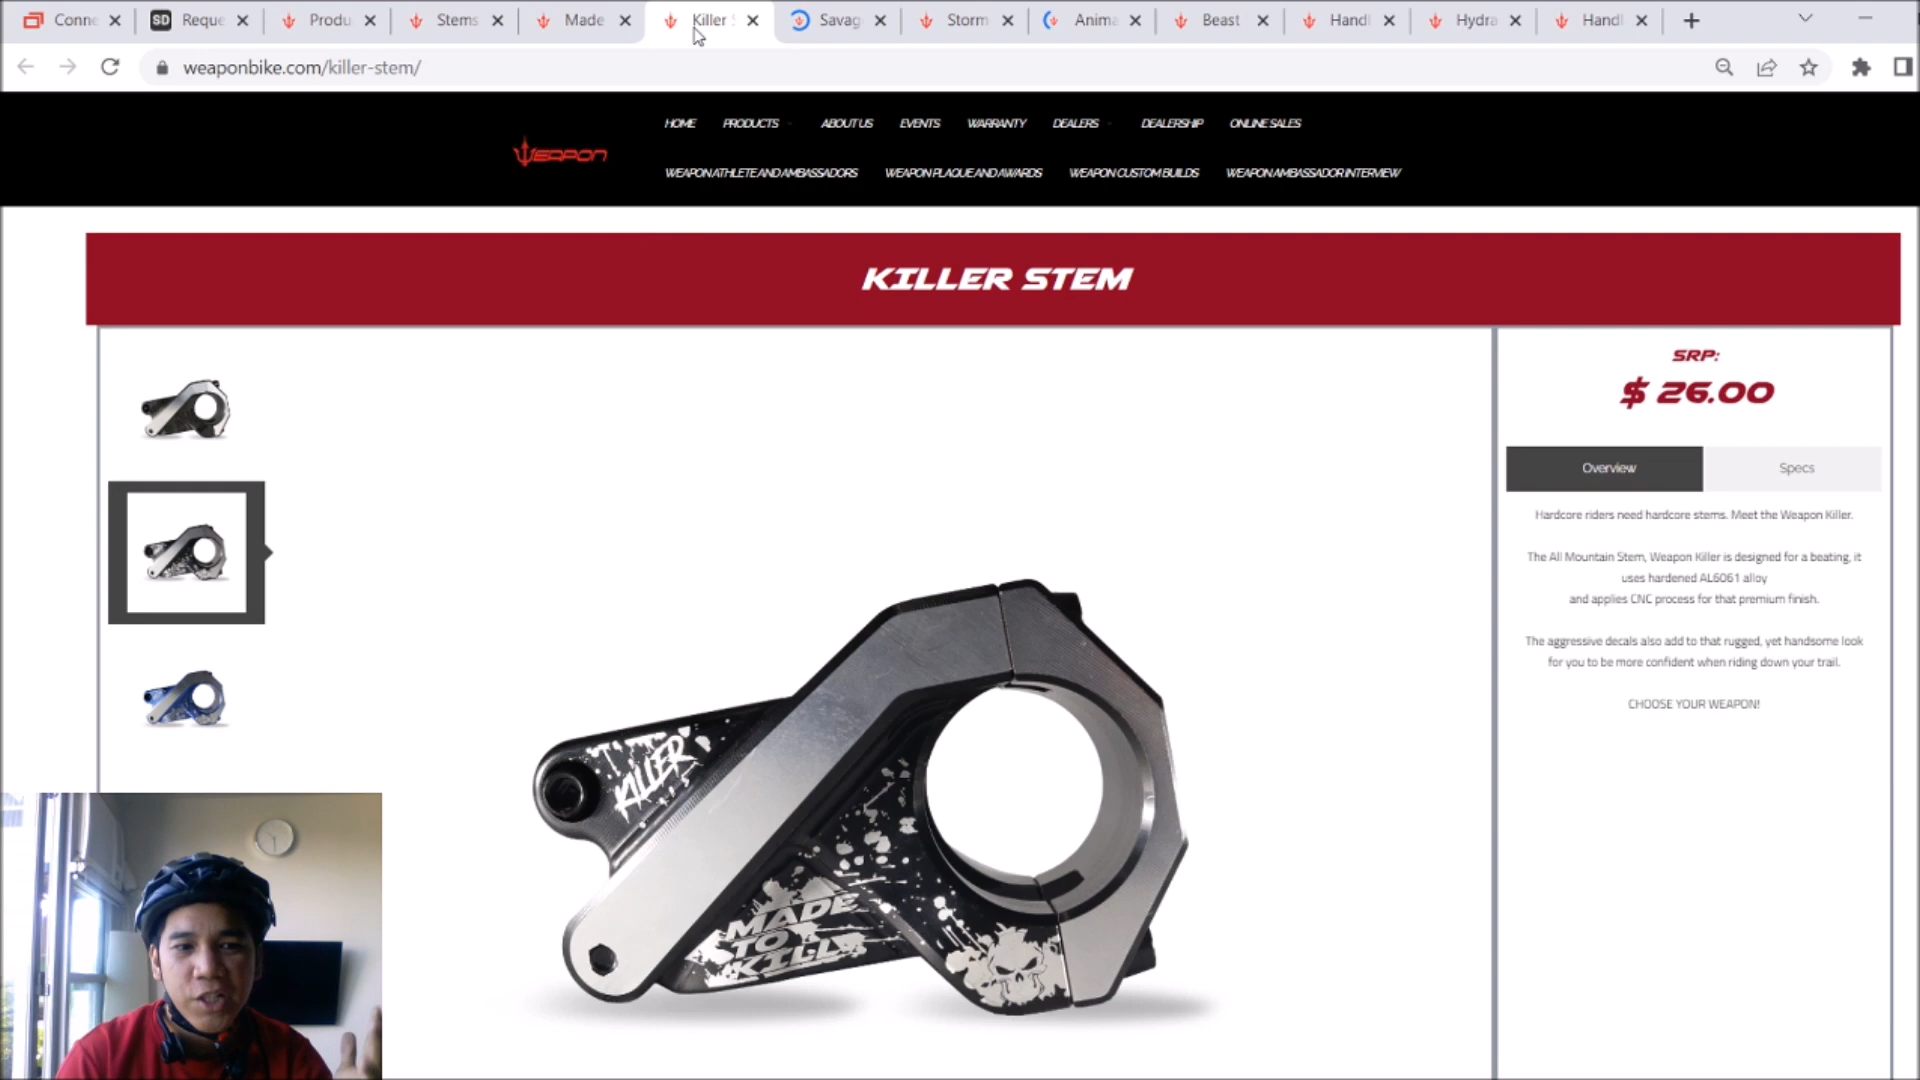 Conne
SD Reque
Produ
Stems
Made
Killer S
Savag
Storm
Anima
Beast
Handl
Hydra
Handl
weaponbike.com/killer-stem/
HOME PRODUCTS ABOUT US EVENTS WARRANTY DEALERS DEALERSHIP ONLINE SALES
WEAPON
WEAPON ATHLETE AND AMBASSADORS WEAPON PLAQUE AND AWARDS WEAPON CUSTOM BUILDS WEAPON AMBASSADOR INTERVIEW
KILLER STEM
SRP:
$ 26.00
Overview Specs
Hardcore riders need hardcore stems. Meet the Weapon Killer.
The All Mountain Stem, Weapon Killer is designed for a beating, it
uses hardened AL6061 alloy
and applies CNC process for that premium finish.
The aggressive decals also add to that rugged, yet handsome look
for you to be more confident when riding down your trail.
CHOOSE YOUR WEAPON!
KILLER
MADE
TO
KILL